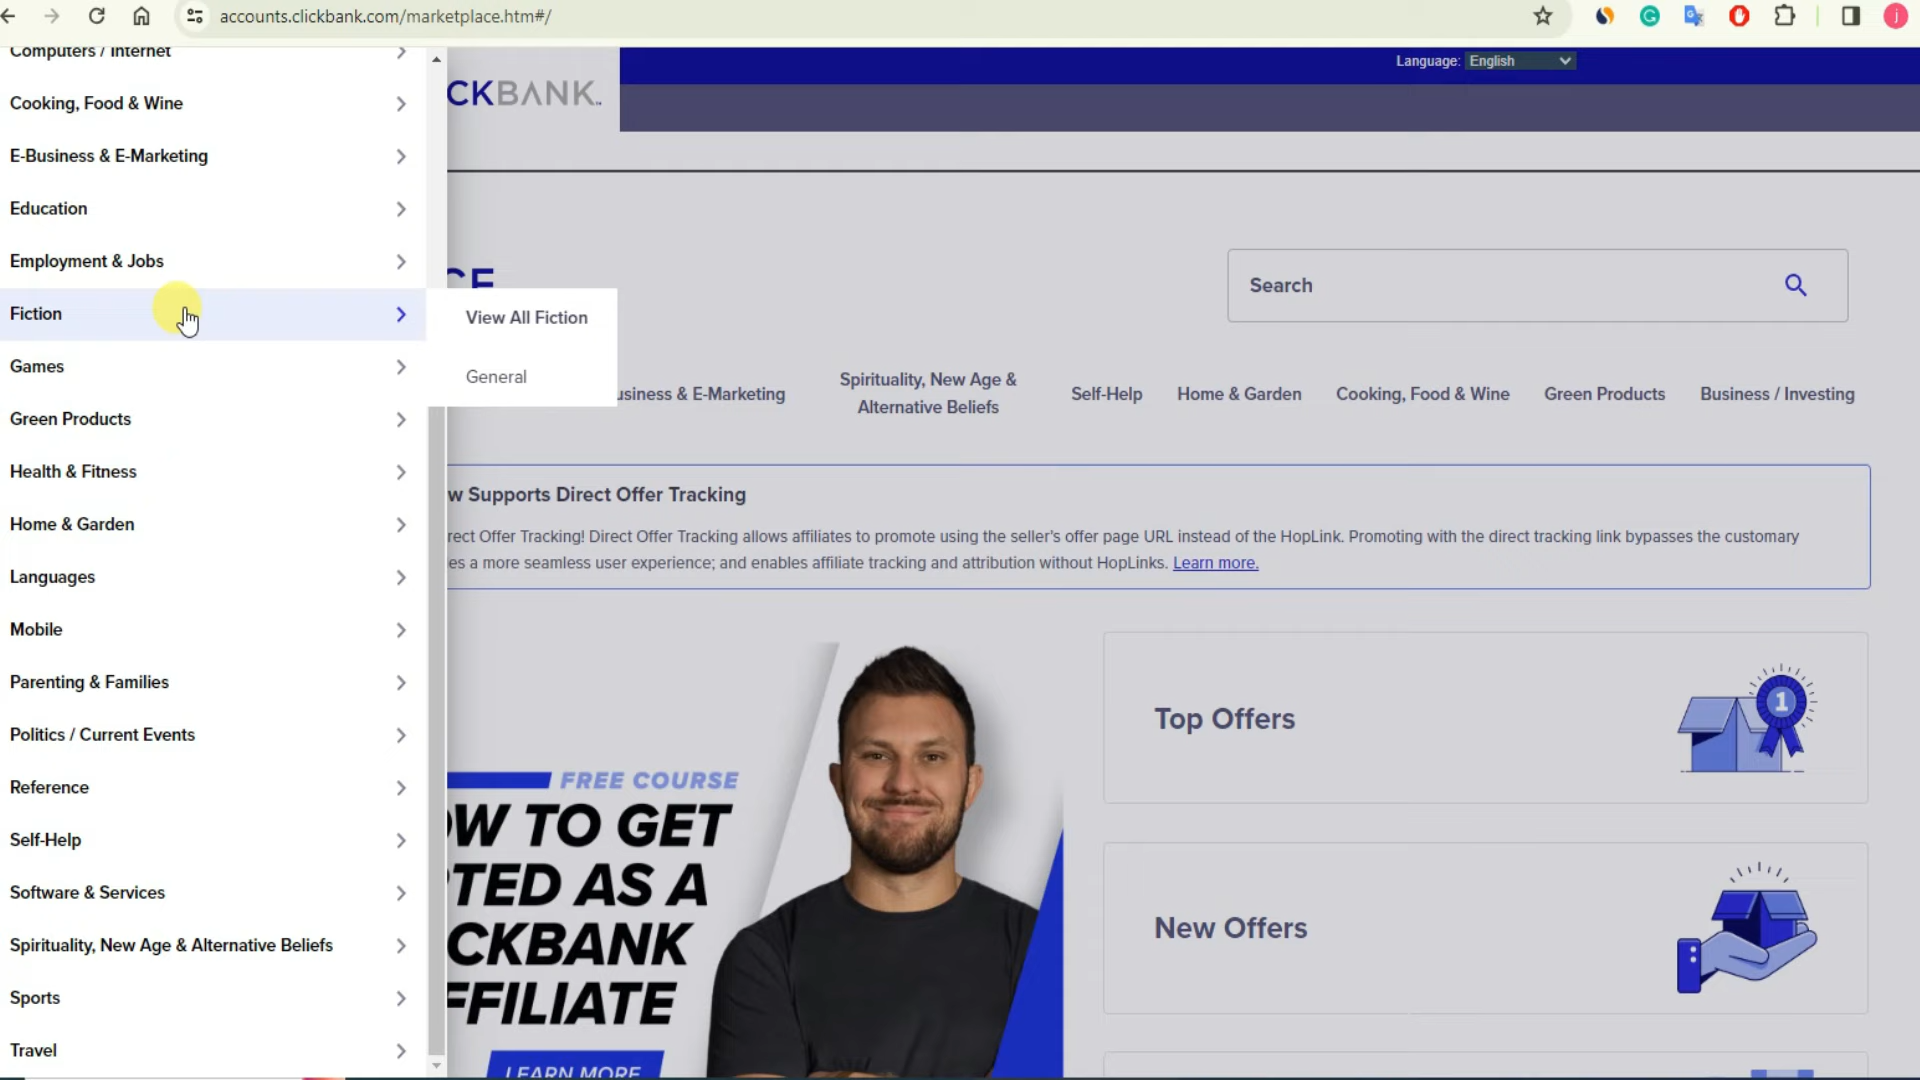 accounts.clickbank.com/marketplace.htm#/
j
Computers / Internet
Cooking, Food & Wine
E-Business & E-Marketing
Education
Employment & Jobs
Fiction
Games
Green Products
Health & Fitness
Home & Garden
Languages
Mobile
Parenting & Families
Politics / Current Events
Reference
Self-Help
Software & Services
Spirituality, New Age & Alternative Beliefs
Sports
Travel
View All Fiction
General
CKBANK
Language: English
CE
Search
usiness & E-Marketing
Spirituality, New Age &
Alternative Beliefs
Self-Help
Home & Garden
Cooking, Food & Wine
Green Products
Business / Investing
w Supports Direct Offer Tracking
rect Offer Tracking! Direct Offer Tracking allows affiliates to promote using the seller's offer page URL instead of the HopLink. Promoting with the direct tracking link bypasses the customary
es a more seamless user experience; and enables affiliate tracking and attribution without HopLinks. Learn more.
FREE COURSE
OW TO GET
RTED AS A
CKBANK
FFILIATE
LEARN MORE
Top Offers
1
New Offers